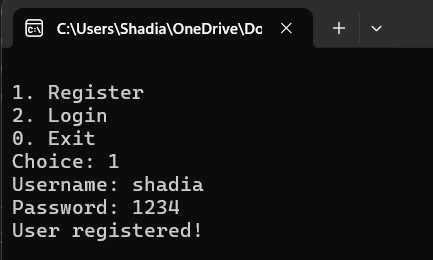 C:\Users\Shadia\OneDrive\Do
1. Register
2. Login
0. Exit
Choice: 1
Username: shadia
Password: 1234
User registered!